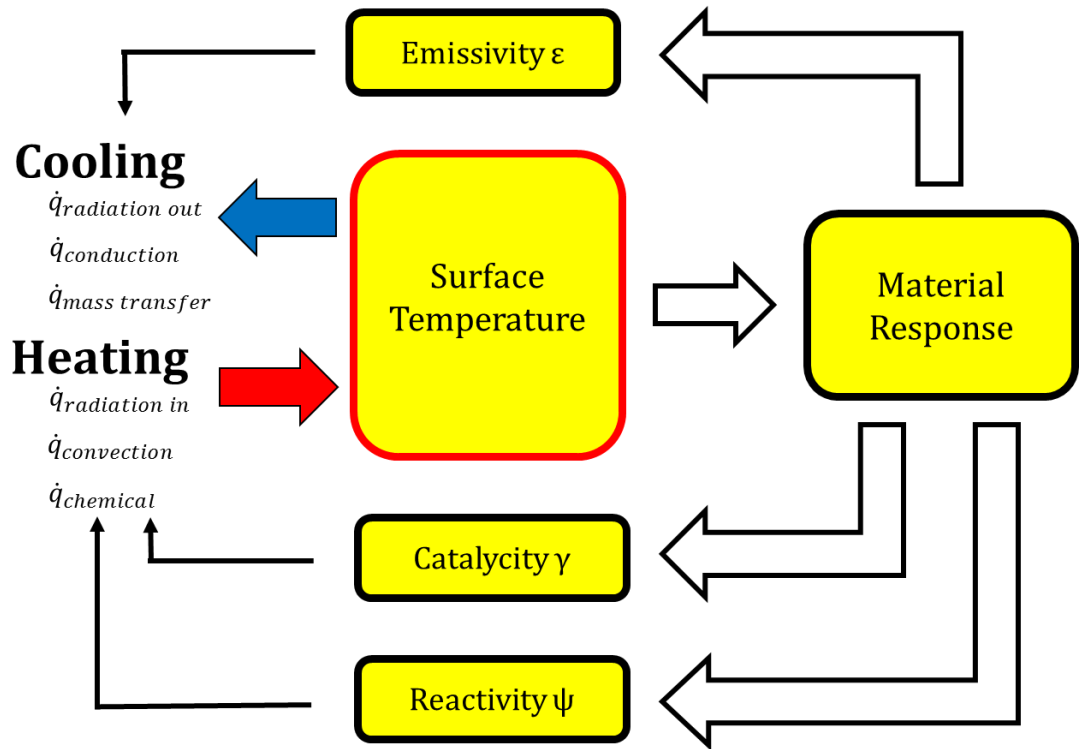 Emissivity ε
Cooling
q̇radiation out
q̇conduction
q̇mass transfer
Heating
q̇radiation in
q̇convection
q̇chemical
Surface
Temperature
Material
Response
Catalycity γ
Reactivity ψ